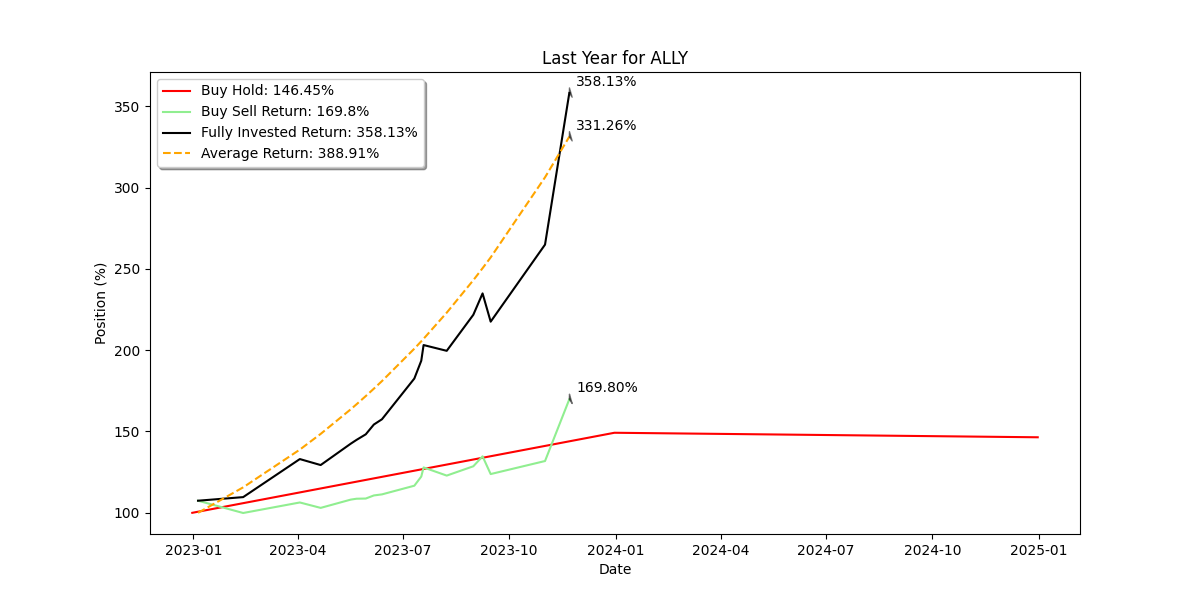 Last Year for ALLY
Buy Hold: 146.45%
Buy Sell Return: 169.8%
Fully Invested Return: 358.13%
Average Return: 388.91%
358.13%
331.26%
169.80%
350
300
250
200
150
100
Position (%)
2023-01 2023-04 2023-07 2023-10 2024-01 2024-04 2024-07 2024-10 2025-01
Date